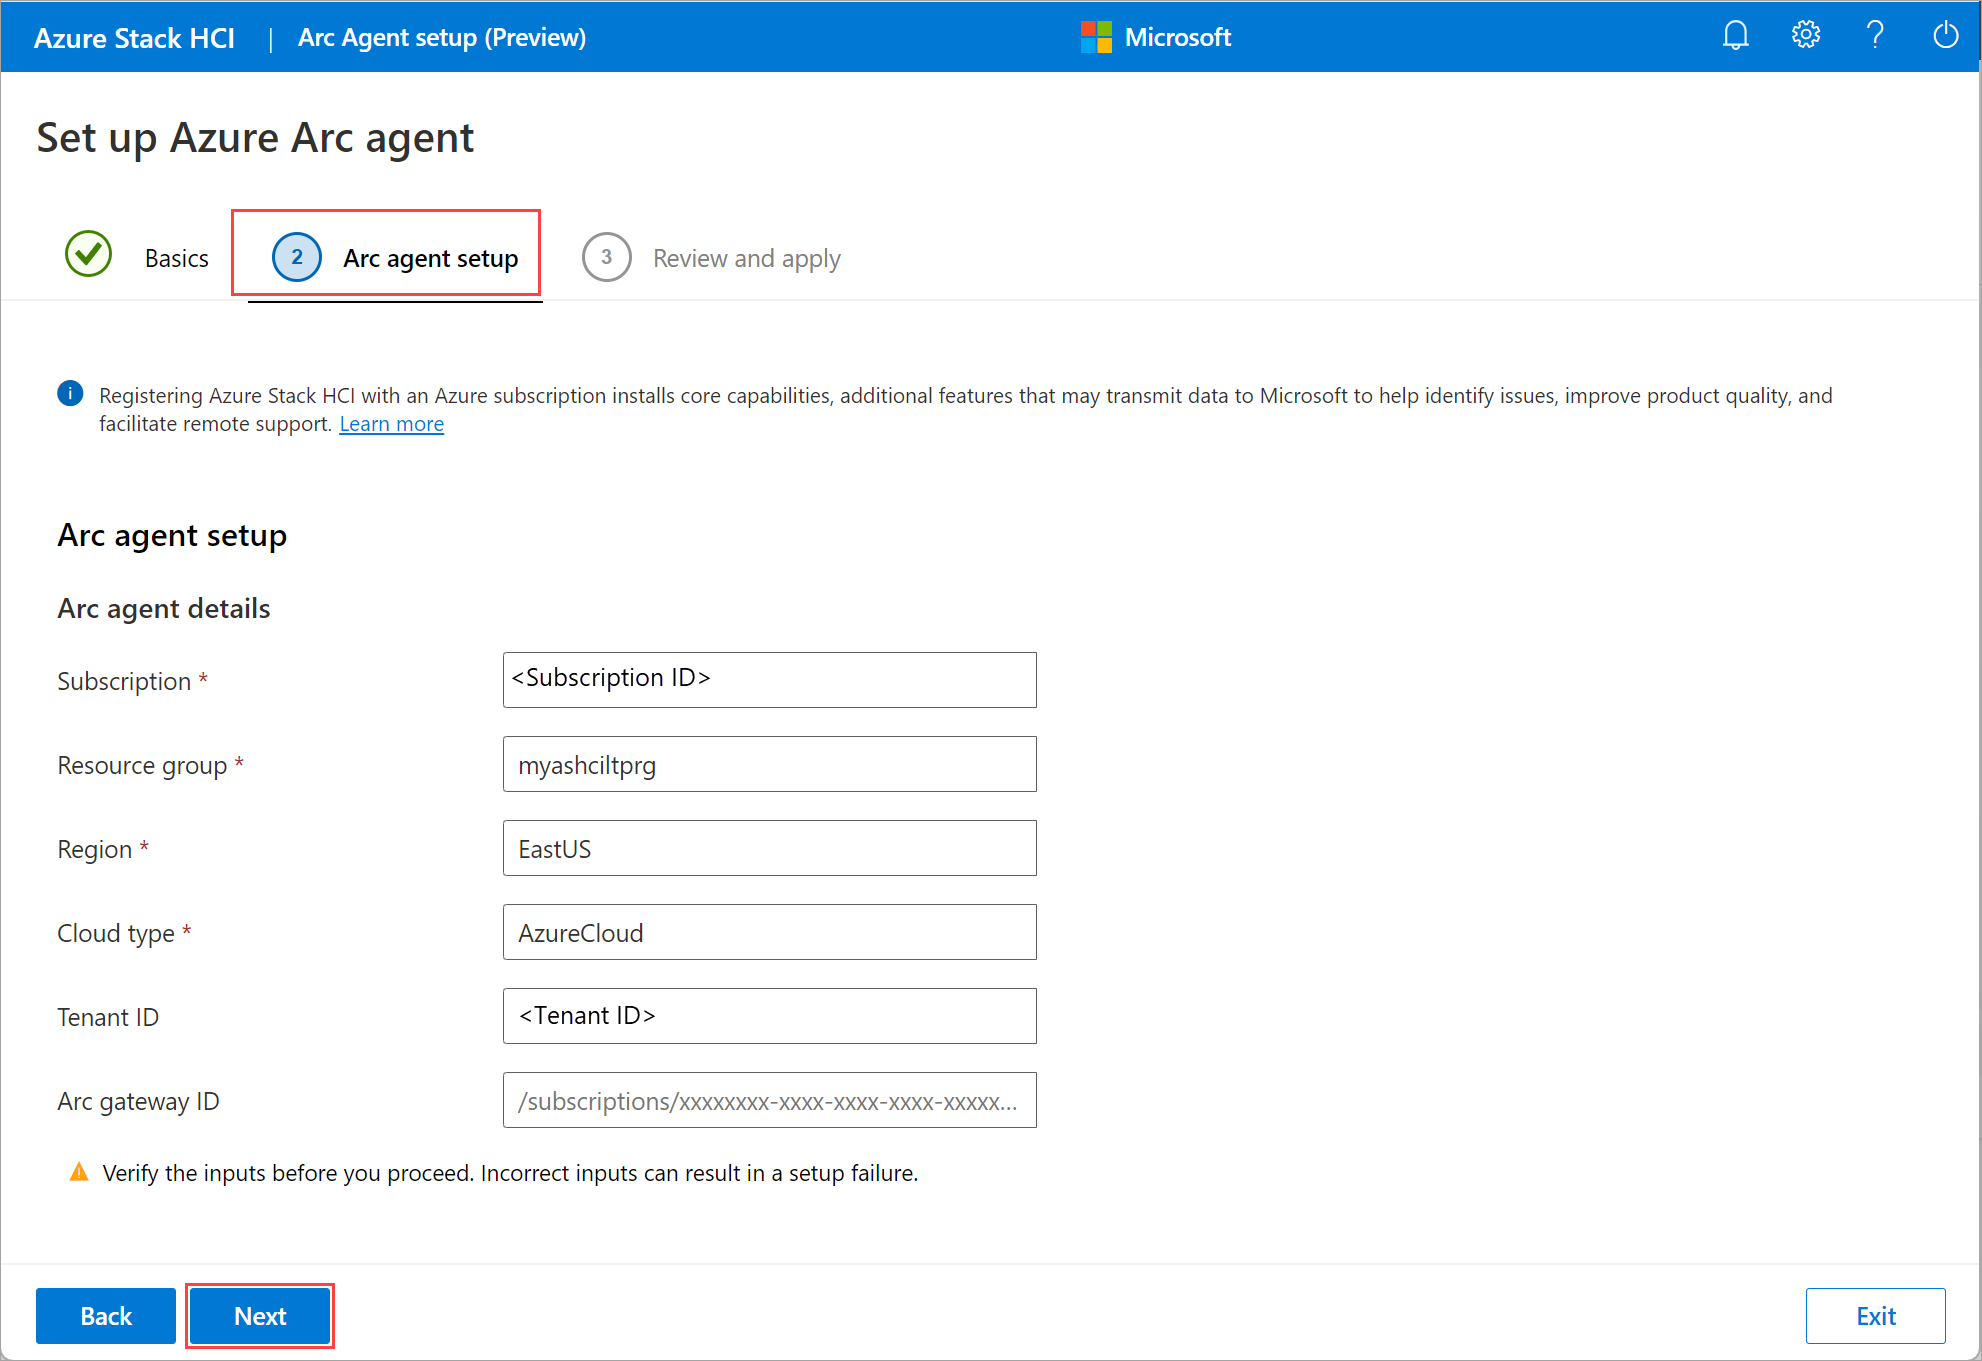 Azure Stack HCI | Arc Agent setup (Preview) Microsoft
Set up Azure Arc agent
Basics 2 Arc agent setup 3 Review and apply
Registering Azure Stack HCI with an Azure subscription installs core capabilities, additional features that may transmit data to Microsoft to help identify issues, improve product quality, and
facilitate remote support. Learn more
Arc agent setup
Arc agent details
Subscription * <Subscription ID>
Resource group * myashciltprg
Region * EastUS
Cloud type * AzureCloud
Tenant ID <Tenant ID>
Arc gateway ID /subscriptions/xxxxxxxx-xxxx-xxxx-xxxx-xxxxx...
Verify the inputs before you proceed. Incorrect inputs can result in a setup failure.
Back Next Exit